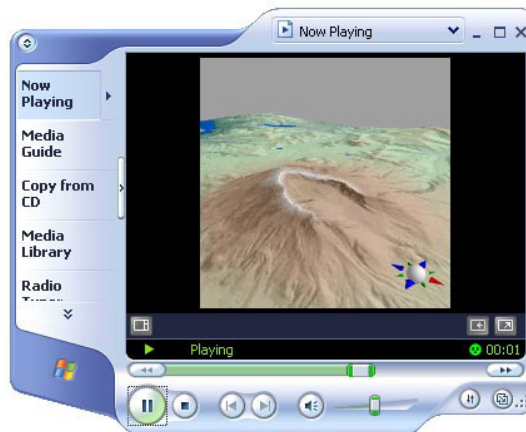 Now Playing
Now
Playing
Media
Guide
Copy from
CD
Media
Library
Radio
Playing
00:01